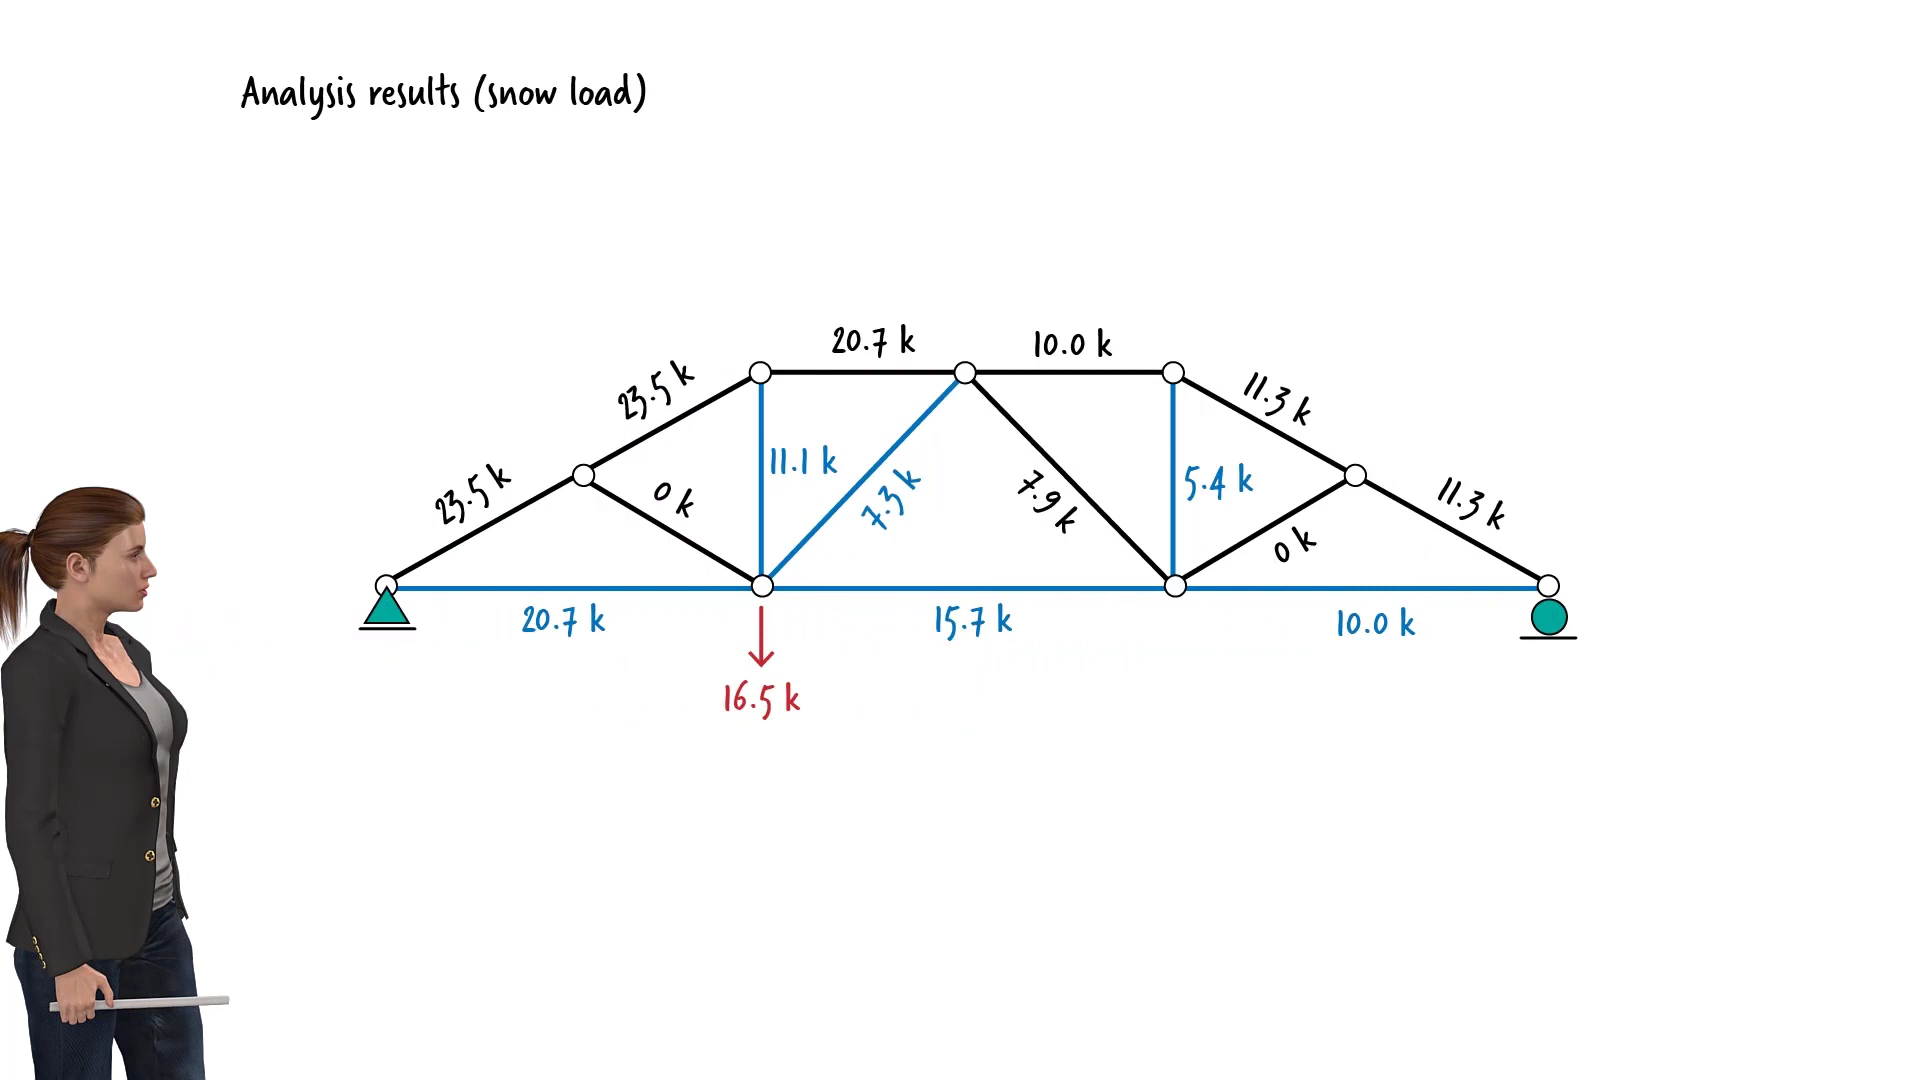 Analysis results (snow load)
20.7 k
10.0 k
23.5 k
11.3 k
23.5 k
0 k
11.1 k
7.3 k
7.9 k
5.4 k
0 k
11.3 k
20.7 k
15.7 k
10.0 k
16.5 k